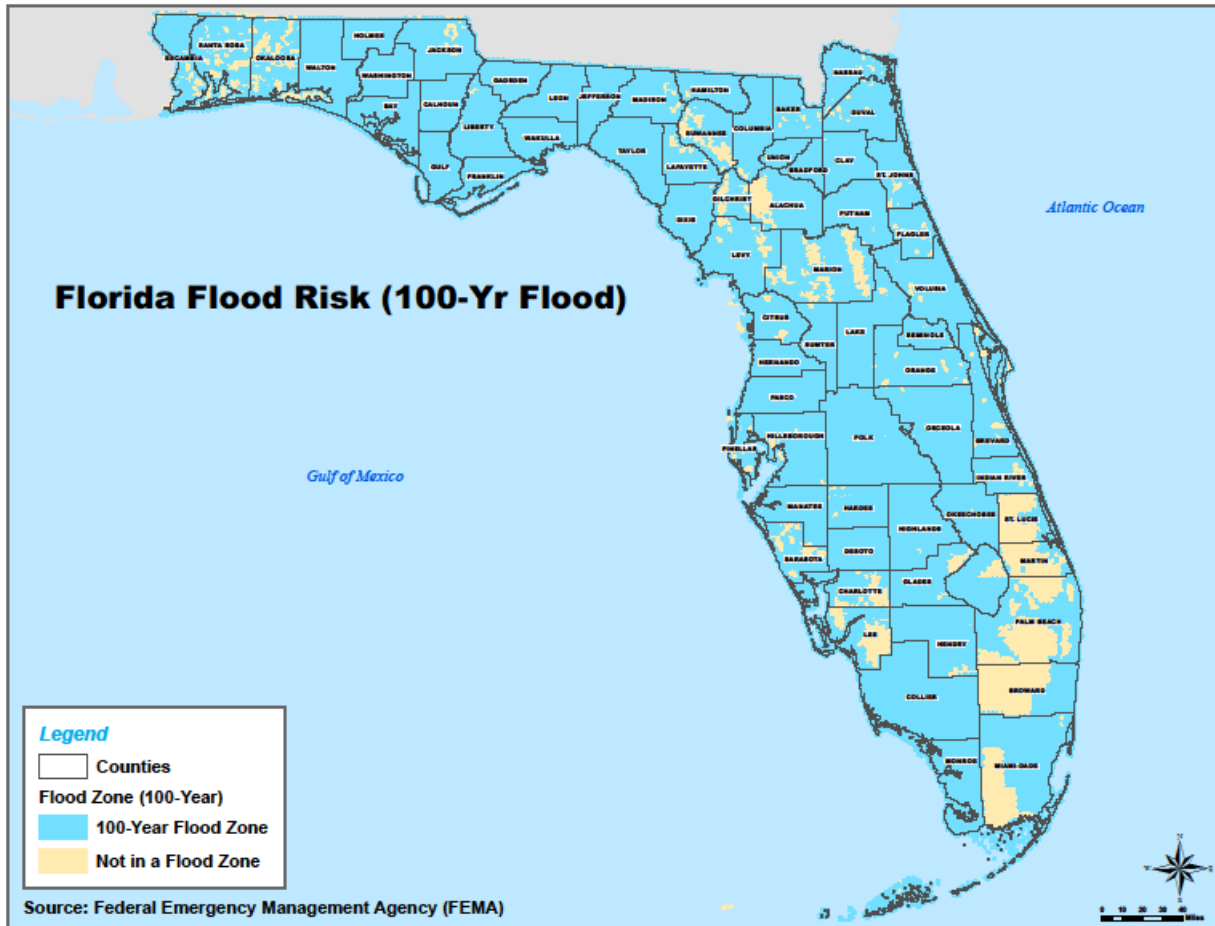 HOLMES
SANTA ROSA
JACKSON
ESCAMBIA
OKALOOSA
WALTON
NASSAU
WASHINGTON
GADSDEN
HAMILTON
LEON
JEFFERSON
MADISON
BAY
CALHOUN
BAKER
DUVAL
LIBERTY
SUWANNEE
COLUMBIA
WAKULLA
TAYLOR
UNION
CLAY
GULF
FRANKLIN
LAFAYETTE
BRADFORD
ST. JOHNS
GILCHRIST
ALACHUA
Atlantic Ocean
DIXIE
PUTNAM
FLAGLER
LEVY
MARION
VOLUSIA
Florida Flood Risk (100-Yr Flood)
CITRUS
SUMTER
LAKE
SEMINOLE
HERNANDO
ORANGE
PASCO
OSCEOLA
HILLSBOROUGH
POLK
BREVARD
PINELLAS
Gulf of Mexico
INDIAN RIVER
MANATEE
HARDEE
OKEECHOBEE
ST. LUCIE
HIGHLANDS
SARASOTA
DESOTO
MARTIN
GLADES
CHARLOTTE
PALM BEACH
LEE
HENDRY
COLLIER
BROWARD
MONROE
MIAMI-DADE
Legend
Counties
Flood Zone (100-Year)
100-Year Flood Zone
Not in a Flood Zone
Source: Federal Emergency Management Agency (FEMA)
N
W
E
S
0 10 20 30 40
Miles